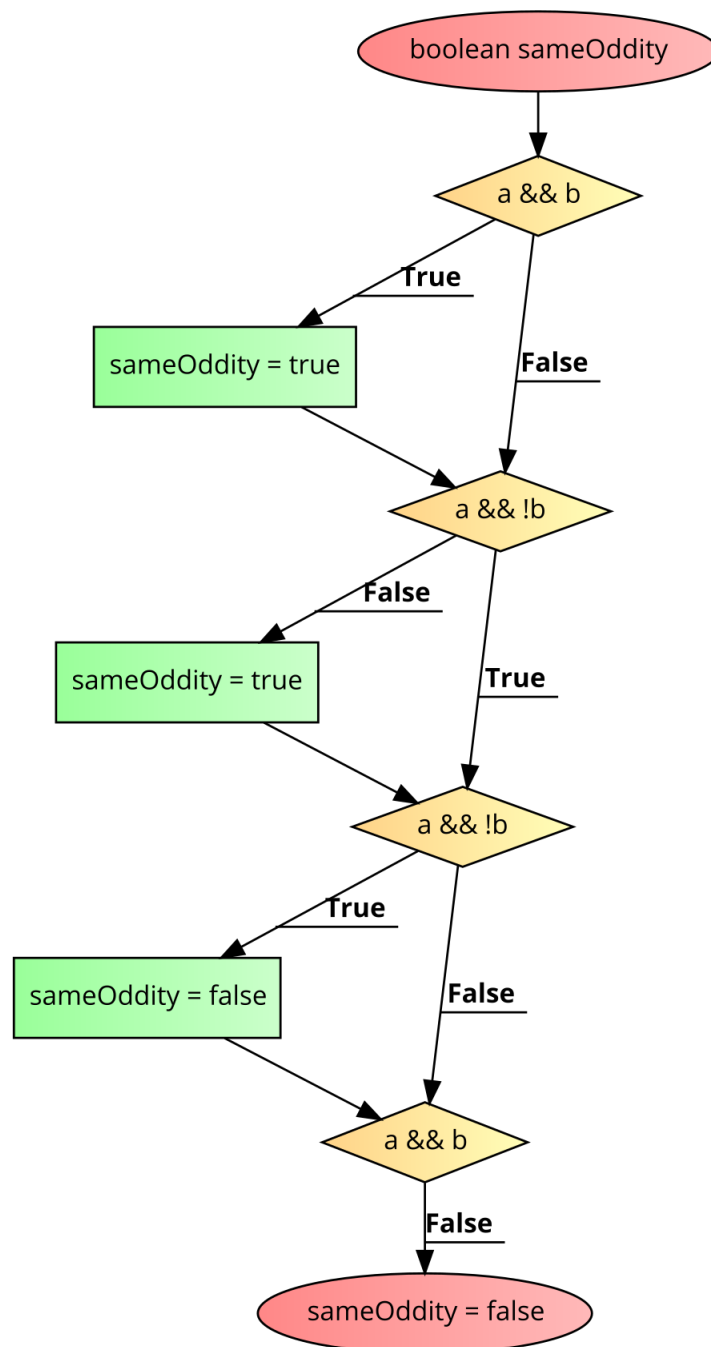 boolean sameOddity
a && b
True
sameOddity = true
False
a && !b
False
sameOddity = true
True
a && !b
True
sameOddity = false
False
a && b
False
sameOddity = false